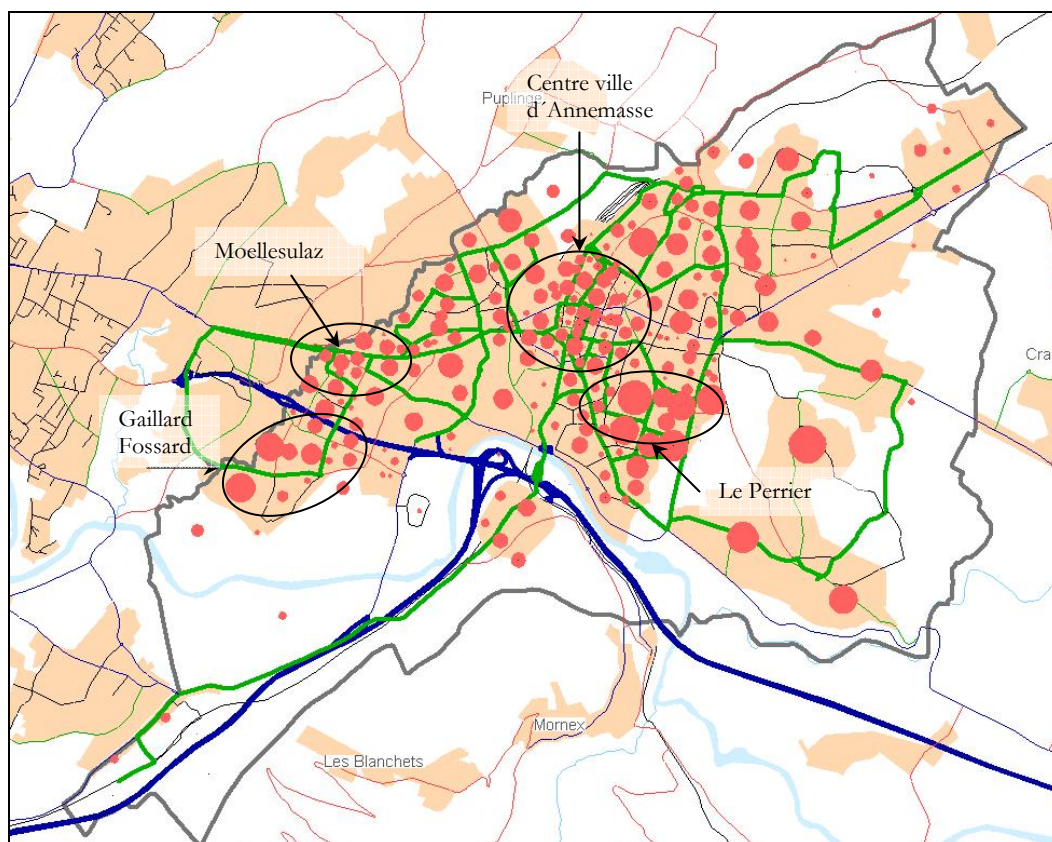 Centre ville
d´Annemasse
Puplinge
Moellesulaz
Cra
Gaillard
Fossard
Le Perrier
Mornex
Les Blanchets